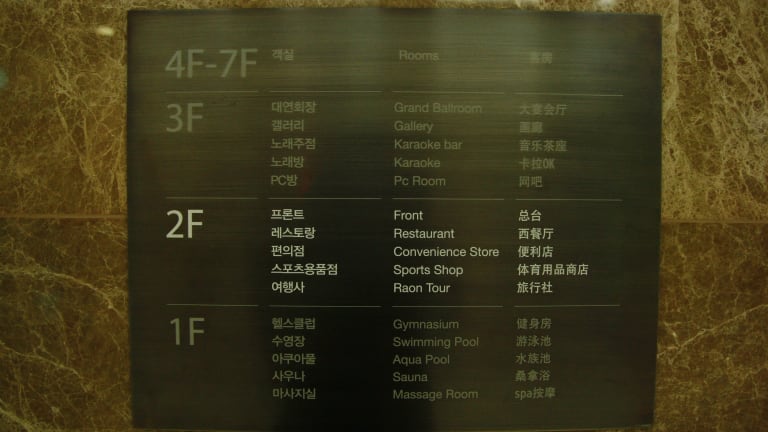 4F-7F 객실 Rooms 客房
3F 대연회장 Grand Ballroom 大宴会厅
갤러리 Gallery 画廊
노래주점 Karaoke bar 音乐茶座
노래방 Karaoke 卡拉OK
PC방 Pc Room 网吧
2F 프론트 Front 总台
레스토랑 Restaurant 西餐厅
편의점 Convenience Store 便利店
스포츠용품점 Sports Shop 体育用品商店
여행사 Raon Tour 旅行社
1F 헬스클럽 Gymnasium 健身房
수영장 Swimming Pool 游泳池
아쿠아풀 Aqua Pool 水族池
사우나 Sauna 桑拿浴
마사지실 Massage Room spa按摩